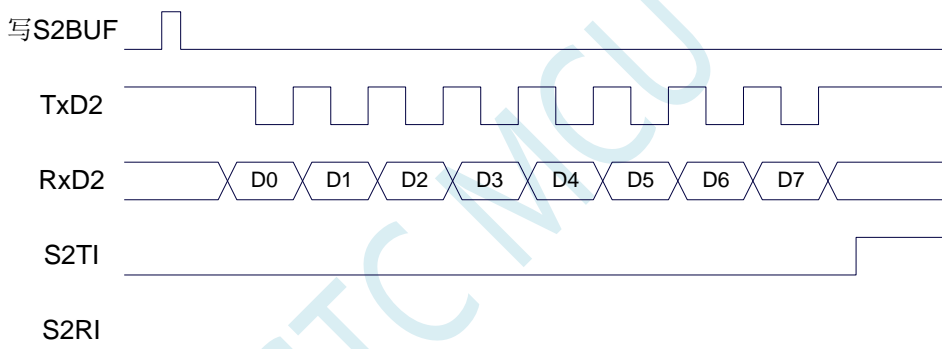 写S2BUF
TxD2
RxD2 D0 D1 D2 D3 D4 D5 D6 D7
S2TI
S2RI
STC MCU